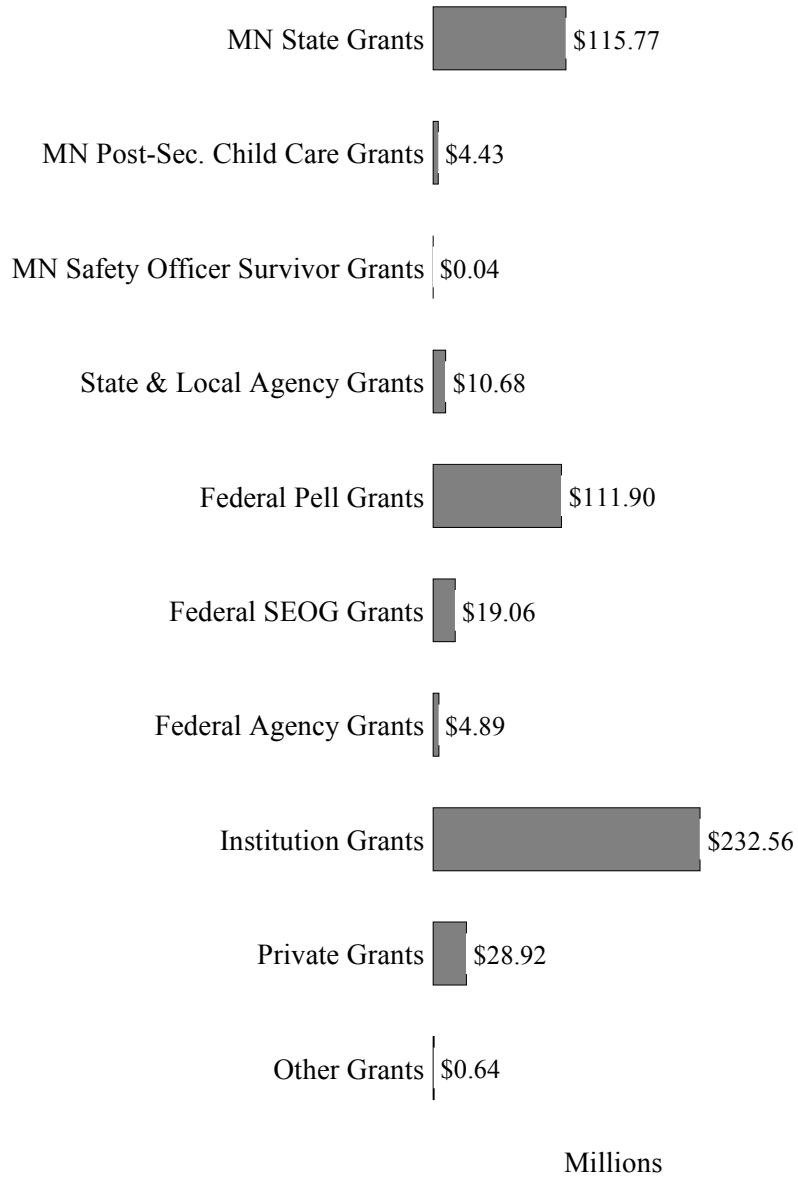 MN State Grants $115.77
MN Post-Sec. Child Care Grants $4.43
MN Safety Officer Survivor Grants $0.04
State & Local Agency Grants $10.68
Federal Pell Grants $111.90
Federal SEOG Grants $19.06
Federal Agency Grants $4.89
Institution Grants $232.56
Private Grants $28.92
Other Grants $0.64
Millions